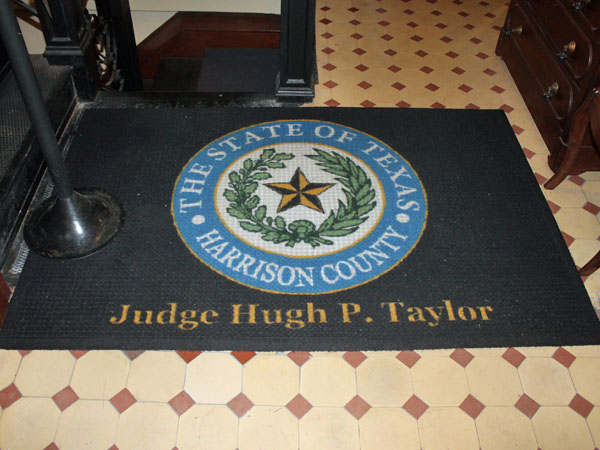 THE STATE OF TEXAS
HARRISON COUNTY
Judge Hugh P. Taylor